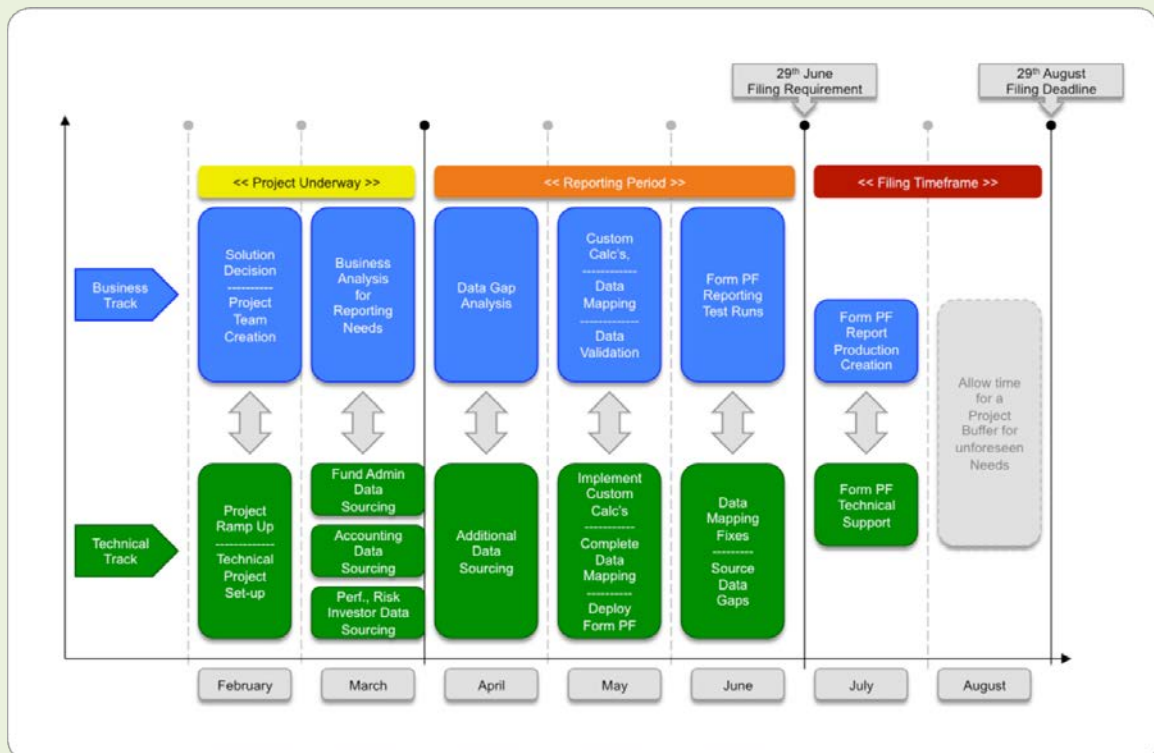 29th June
Filing Requirement
29th August
Filing Deadline
<< Project Underway >>
<< Reporting Period >>
<< Filing Timeframe >>
Business
Track
Solution
Decision
----------
Project
Team
Creation
Business
Analysis
for
Reporting
Needs
Data Gap
Analysis
Custom
Calc's,
------------
Data
Mapping
------------
Data
Validation
Form PF
Reporting
Test Runs
Form PF
Report
Production
Creation
Allow time
for a
Project
Buffer for
unforeseen
Needs
Technical
Track
Project
Ramp Up
------------
Technical
Project
Set-up
Fund Admin
Data
Sourcing
Accounting
Data
Sourcing
Perf., Risk
Investor Data
Sourcing
Additional
Data
Sourcing
Implement
Custom
Calc's
-----------
Complete
Data
Mapping
-----------
Deploy
Form PF
Data
Mapping
Fixes
---------
Source
Data
Gaps
Form PF
Technical
Support
February
March
April
May
June
July
August